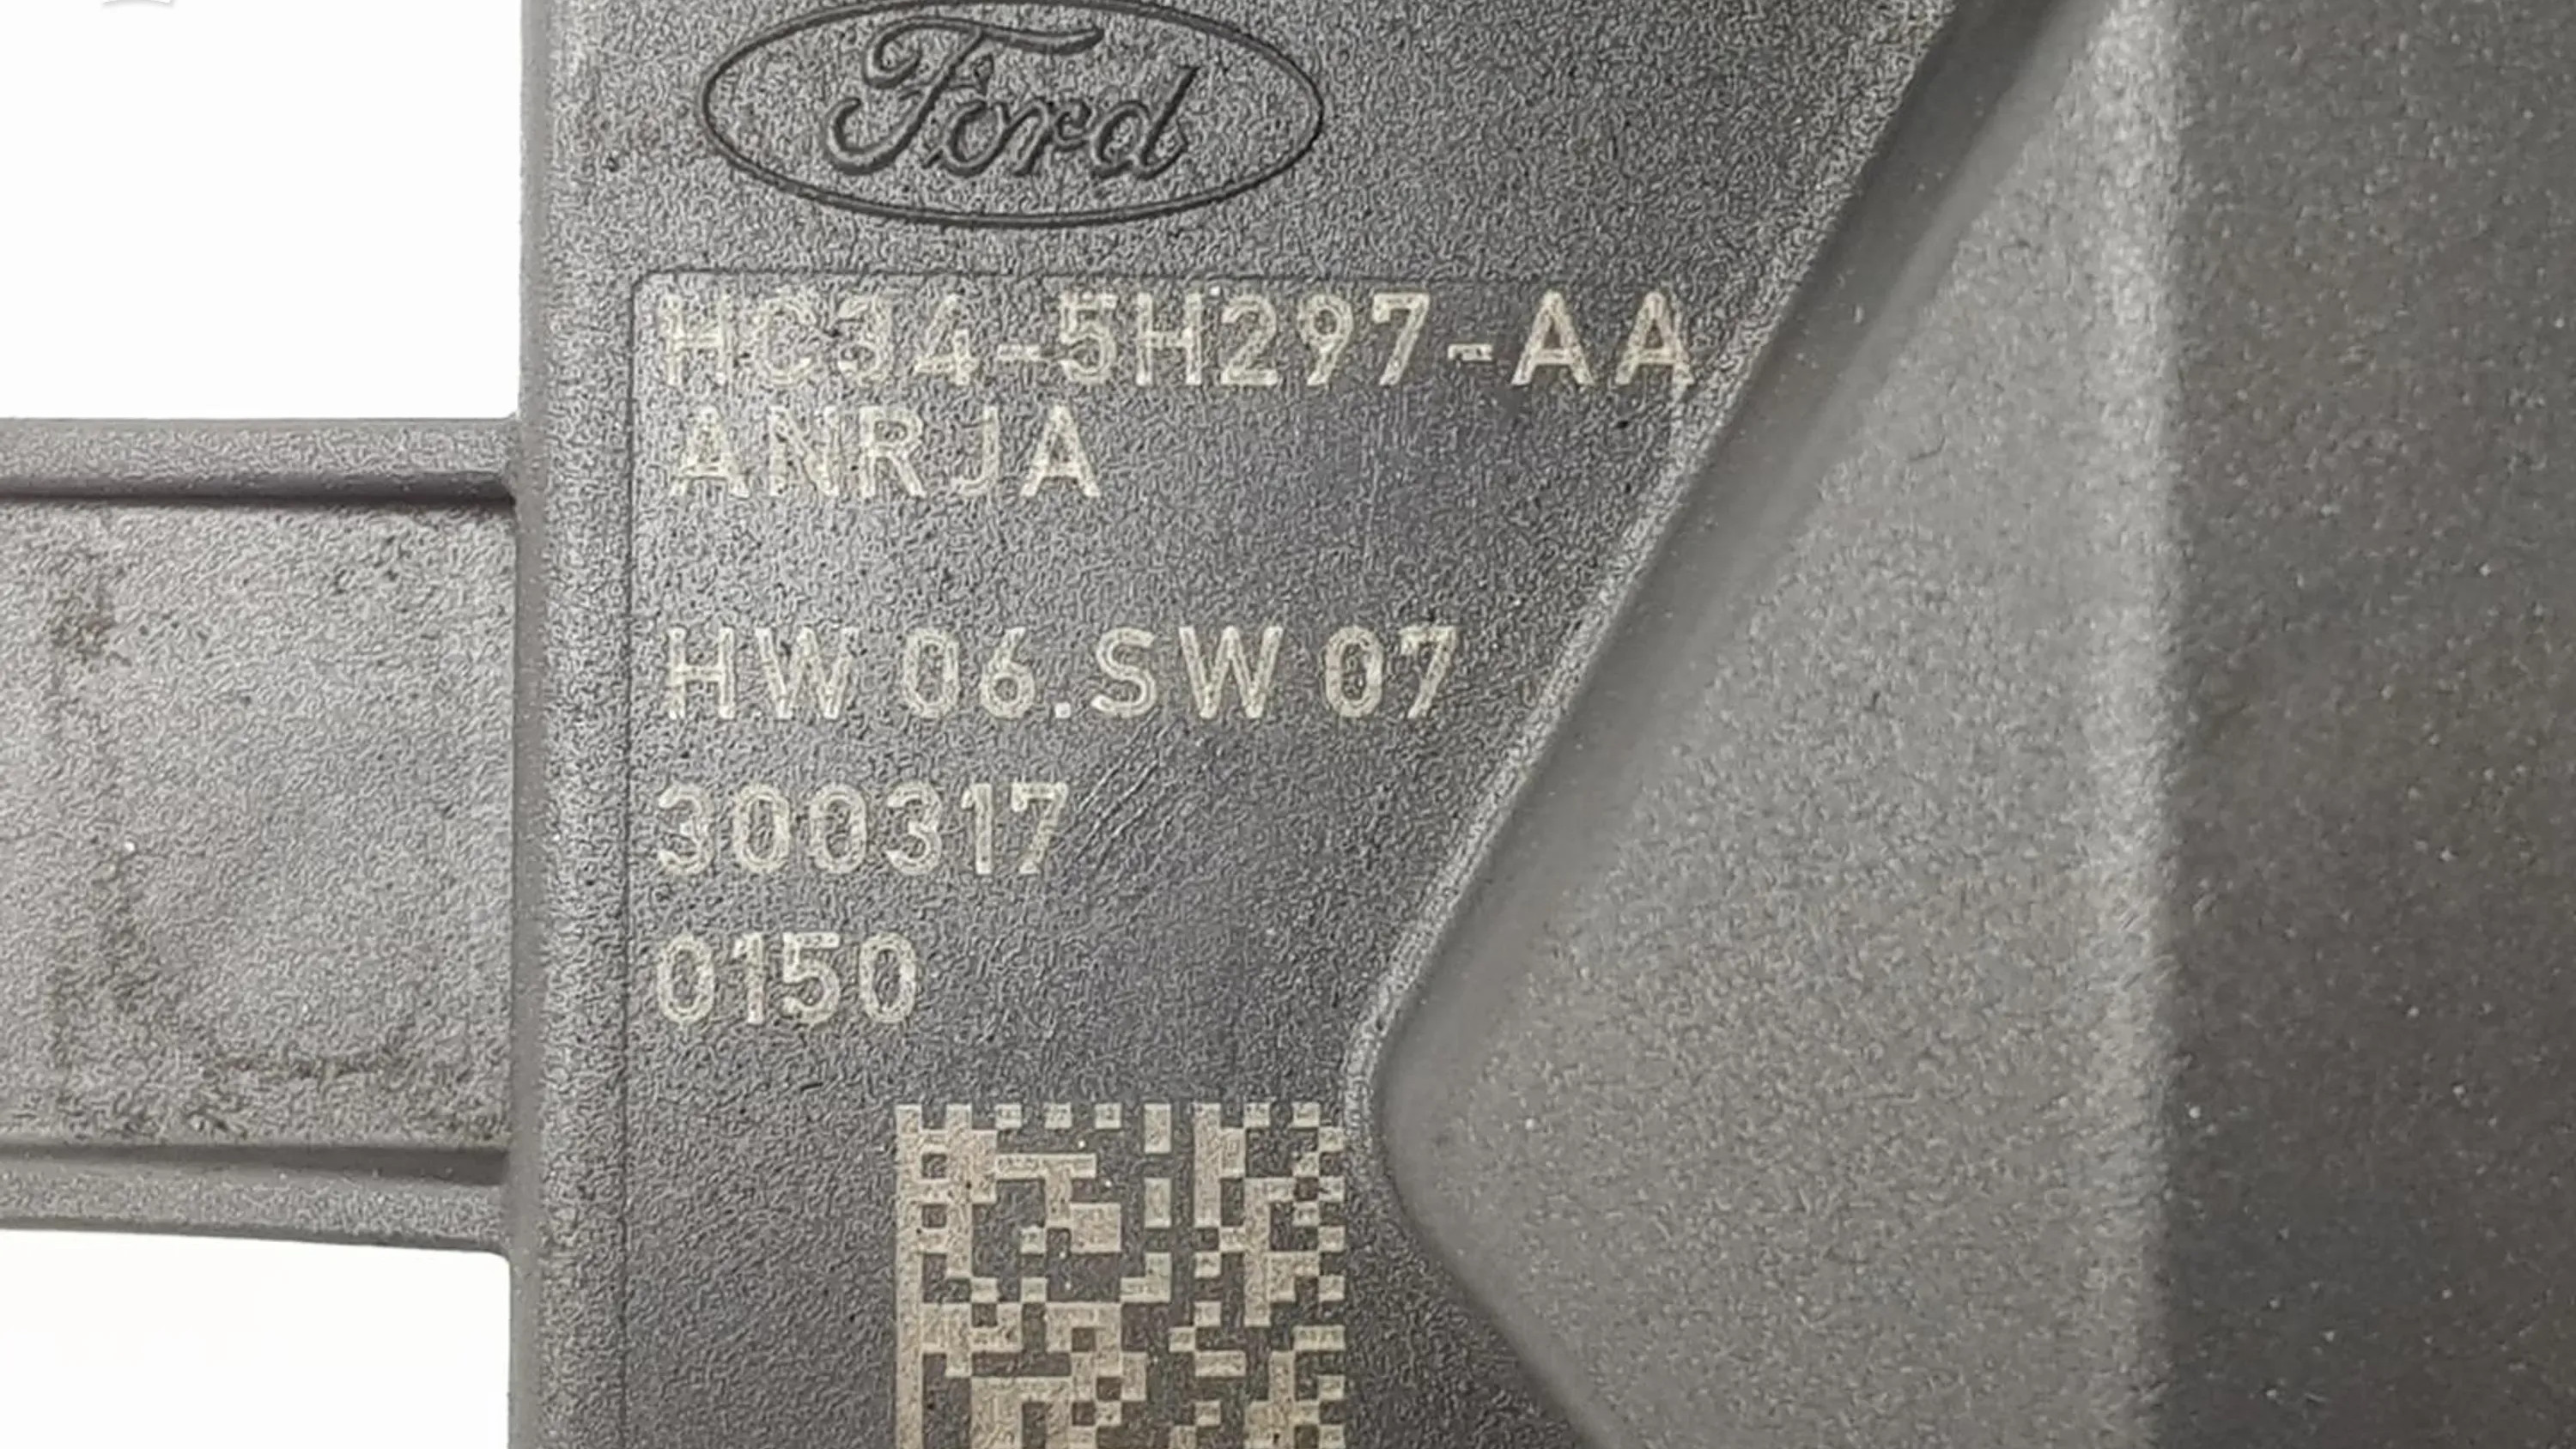 Ford
HC34-5H297-AA
ANRJA
HW 06.SW 07
300317
0150